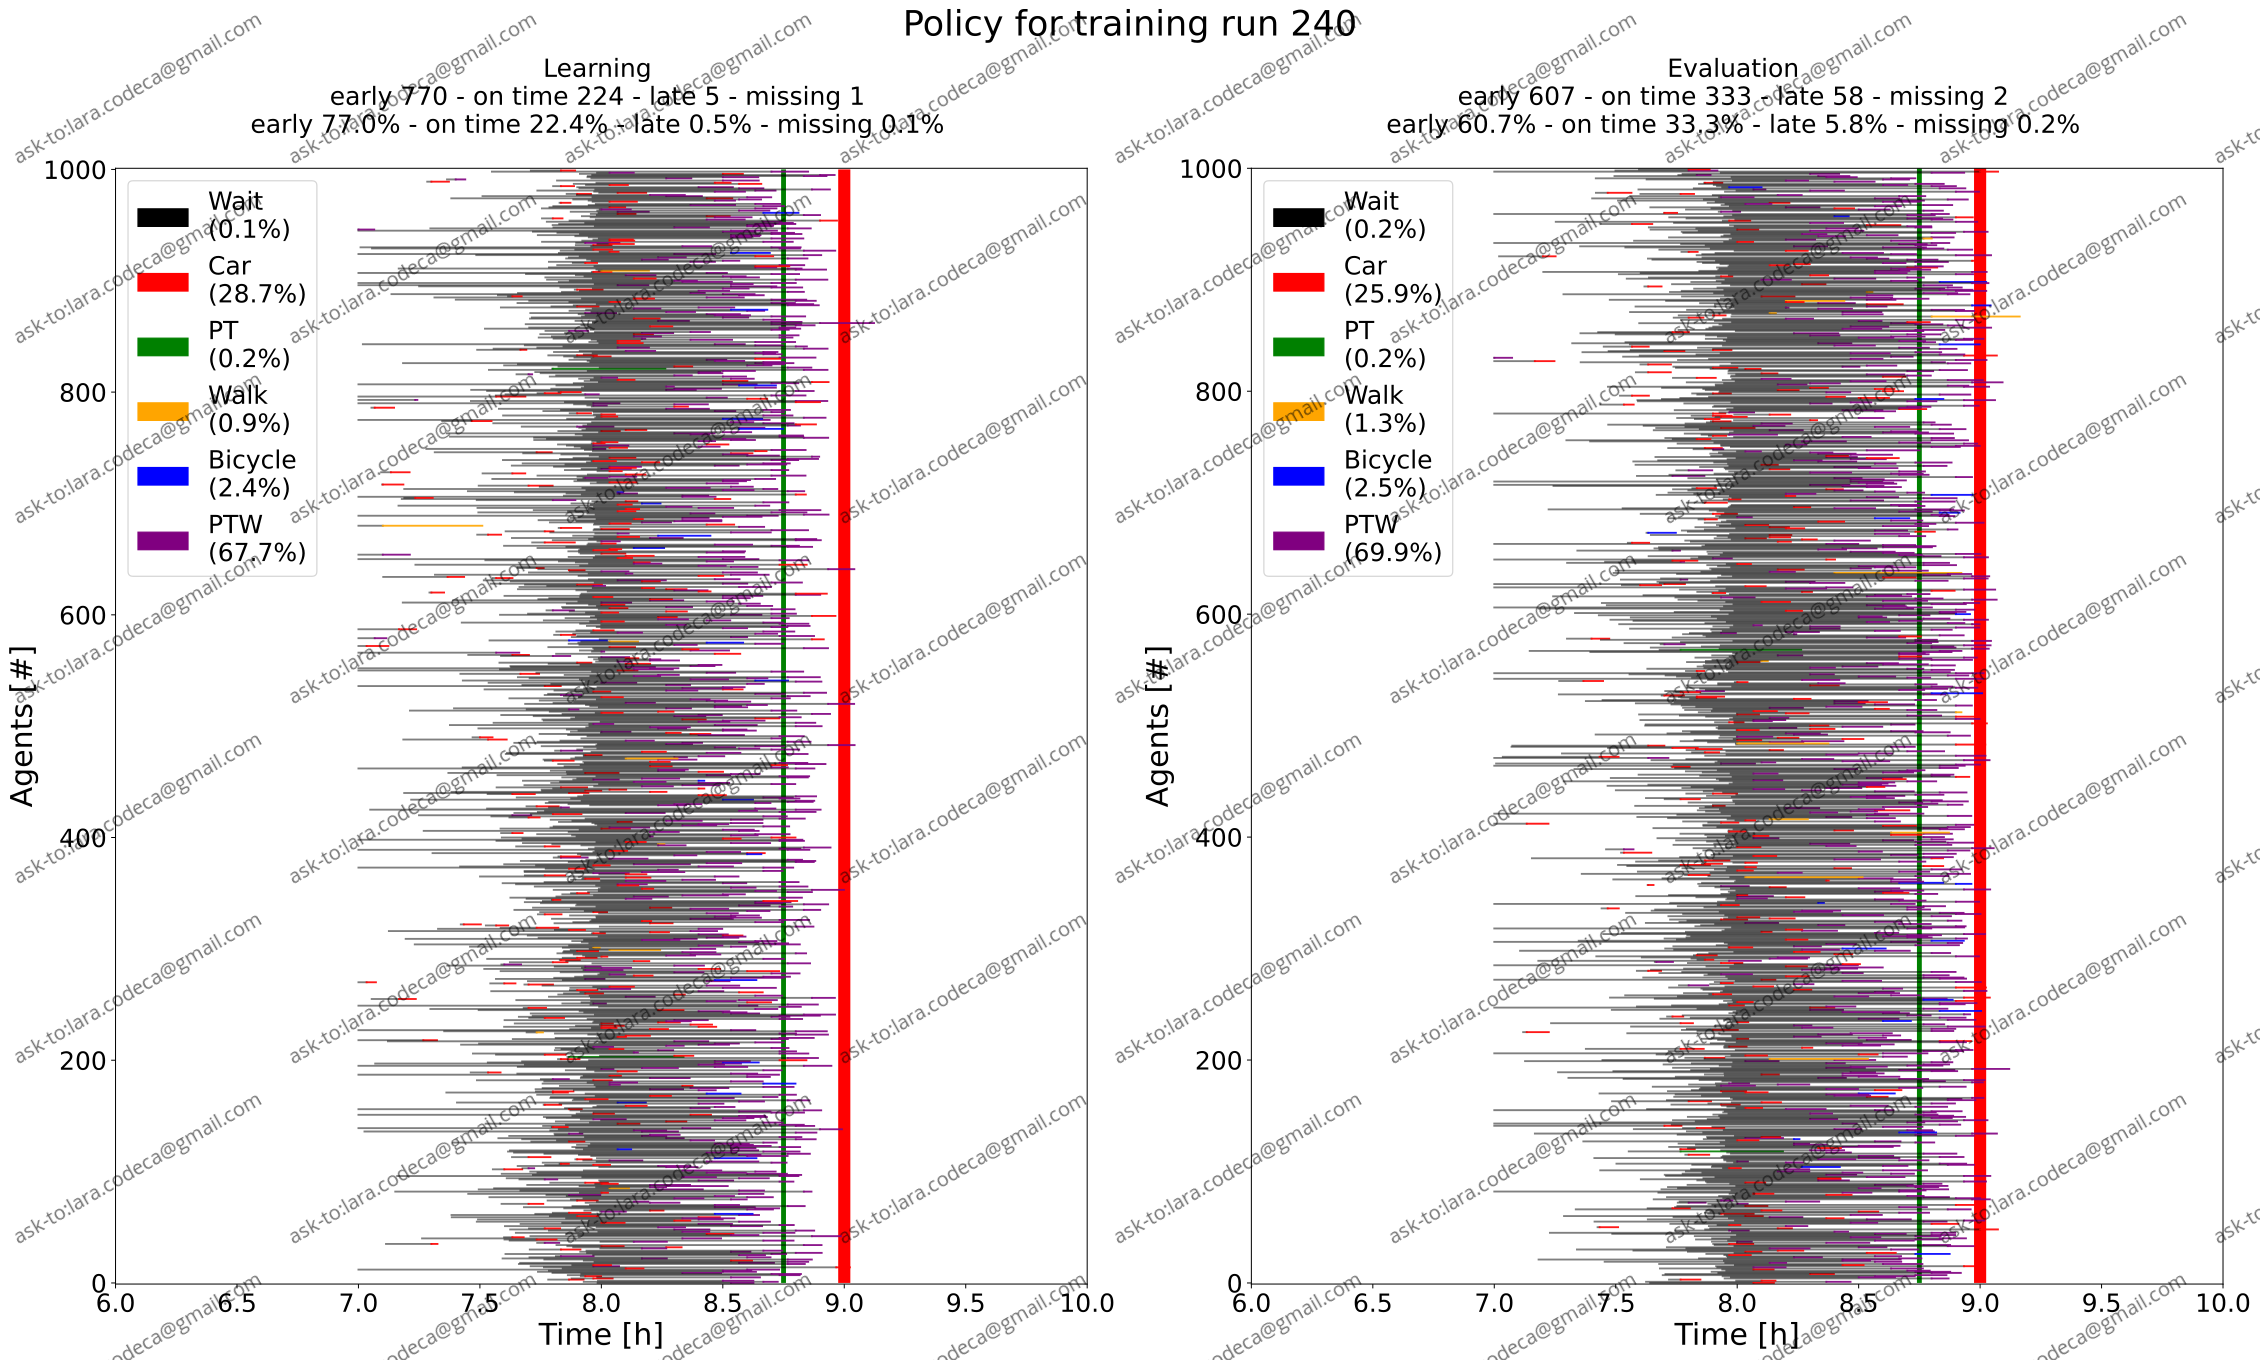 Policy for training run 240
Learning
early 770 - on time 224 - late 5 - missing 1
early 77.0% - on time 22.4% - late 0.5% - missing 0.1%
Wait
(0.1%)
Car
(28.7%)
PT
(0.2%)
Walk
(0.9%)
Bicycle
(2.4%)
PTW
(67.7%)
1000
800
600
400
200
0
Agents [#]
6.0 6.5 7.0 7.5 8.0 8.5 9.0 9.5 10.0
Time [h]
Evaluation
early 607 - on time 333 - late 58 - missing 2
early 60.7% - on time 33.3% - late 5.8% - missing 0.2%
Wait
(0.2%)
Car
(25.9%)
PT
(0.2%)
Walk
(1.3%)
Bicycle
(2.5%)
PTW
(69.9%)
1000
800
600
400
200
0
Agents [#]
6.0 6.5 7.0 7.5 8.0 8.5 9.0 9.5 10.0
Time [h]
ask-to:lara.codeca@gmail.com